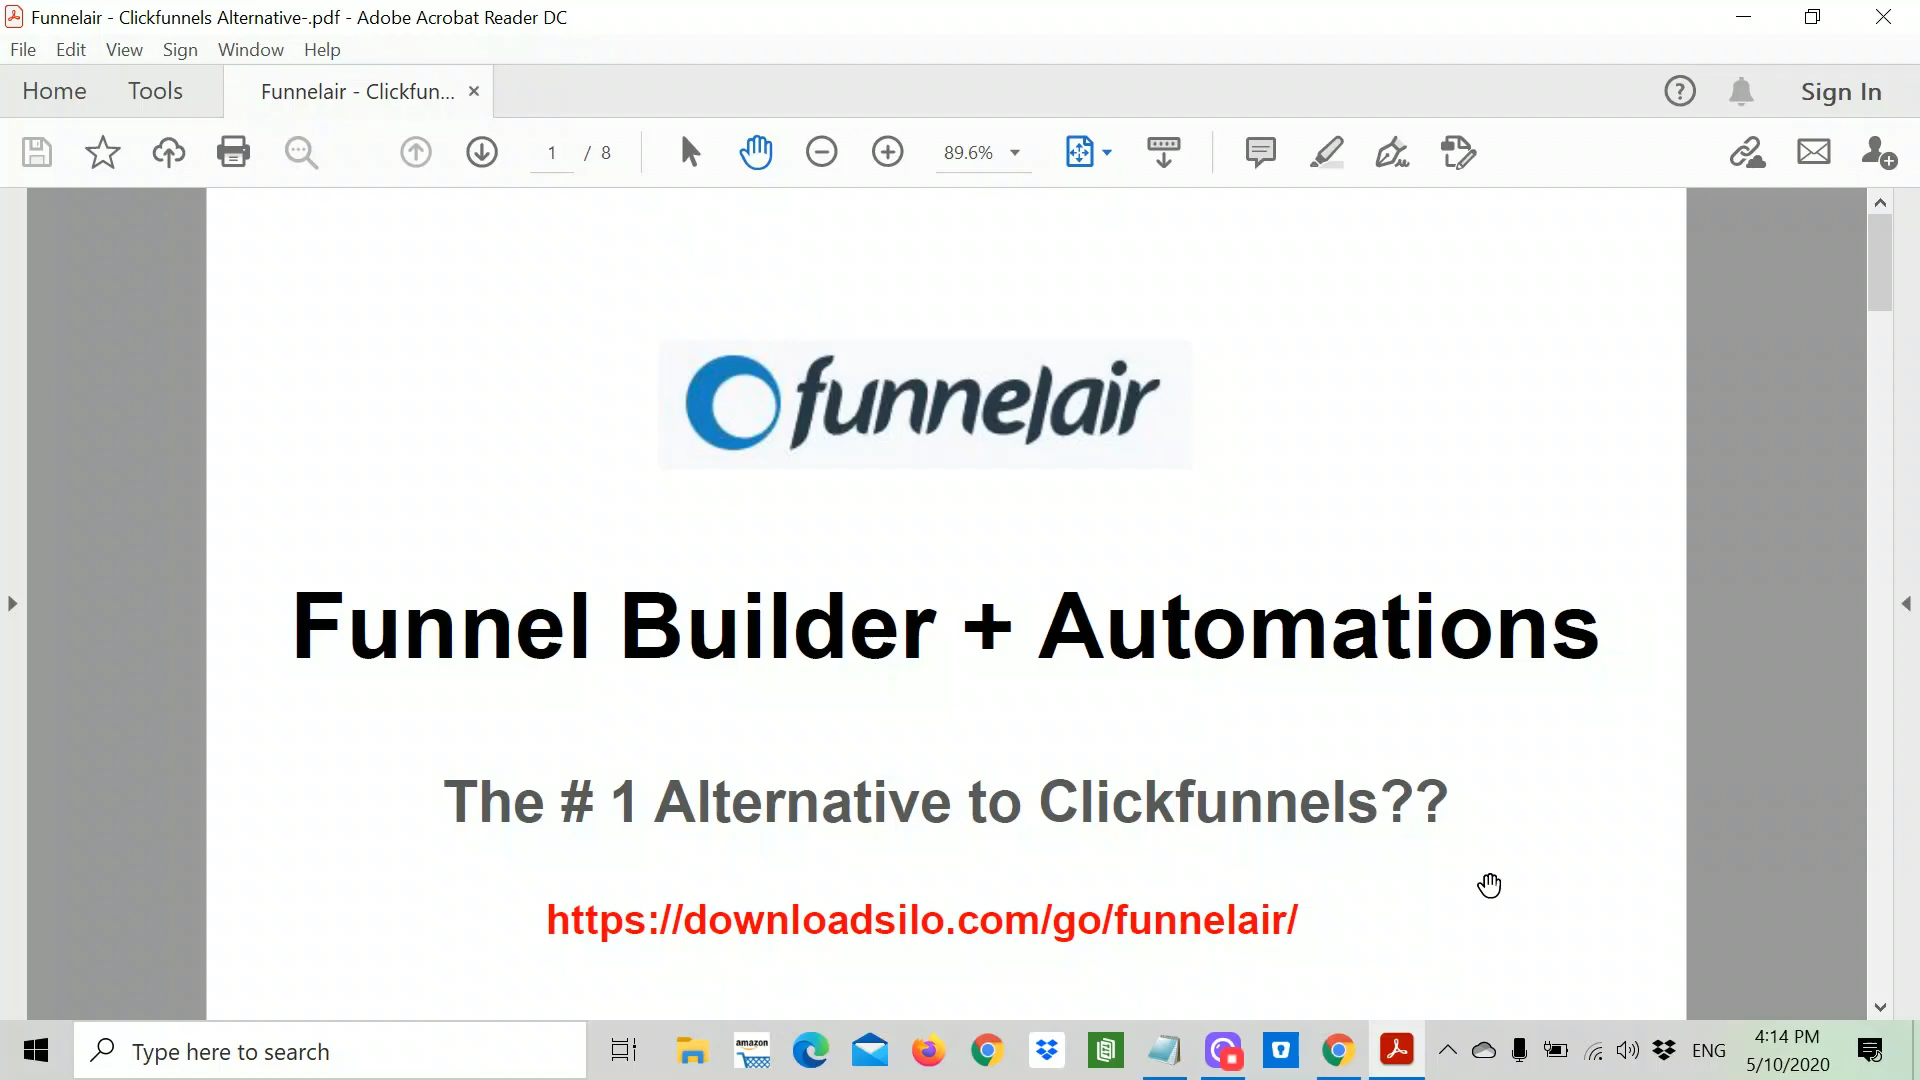 Funnelair - Clickfunnels Alternative-.pdf - Adobe Acrobat Reader DC
File Edit View Sign Window Help
Home Tools Funnelair - Clickfun... Sign In
1 / 8 89.6%
funnelair
Funnel Builder + Automations
The # 1 Alternative to Clickfunnels??
https://downloadsilo.com/go/funnelair/
Type here to search
amazon
ENG
4:14 PM
5/10/2020